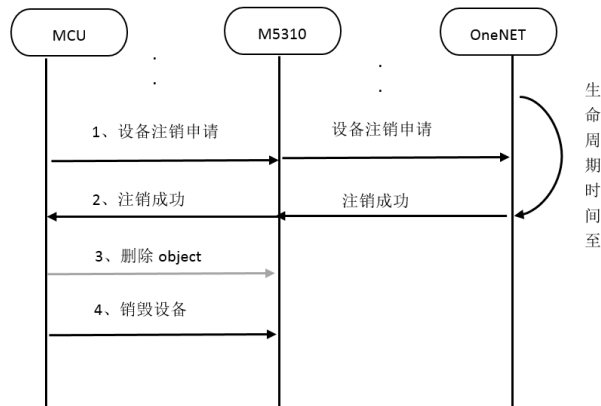 MCU
M5310
OneNET
1、设备注销申请
设备注销申请
2、注销成功
注销成功
3、删除 object
4、销毁设备
生命周期时间至